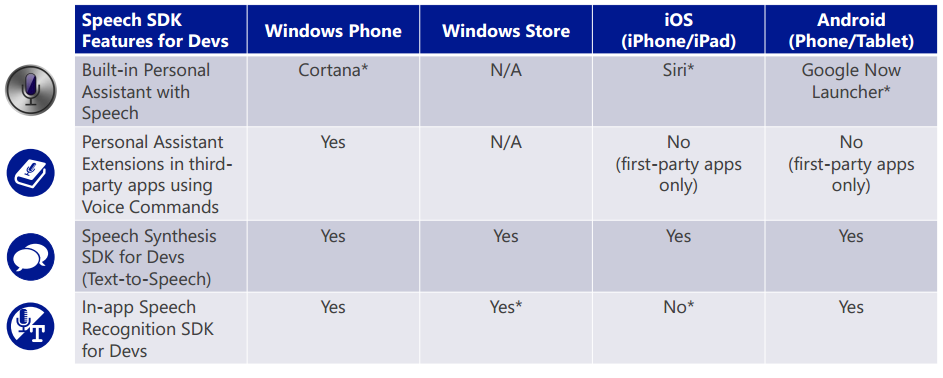 Speech SDK
Features for Devs
Windows Phone
Windows Store
iOS
(iPhone/iPad)
Android
(Phone/Tablet)
Built-in Personal
Assistant with
Speech
Cortana*
N/A
Siri*
Google Now
Launcher*
Personal Assistant
Extensions in third-
party apps using
Voice Commands
Yes
N/A
No
(first-party apps
only)
No
(first-party apps
only)
Speech Synthesis
SDK for Devs
(Text-to-Speech)
Yes
Yes
Yes
Yes
T
In-app Speech
Recognition SDK
for Devs
Yes
Yes*
No*
Yes